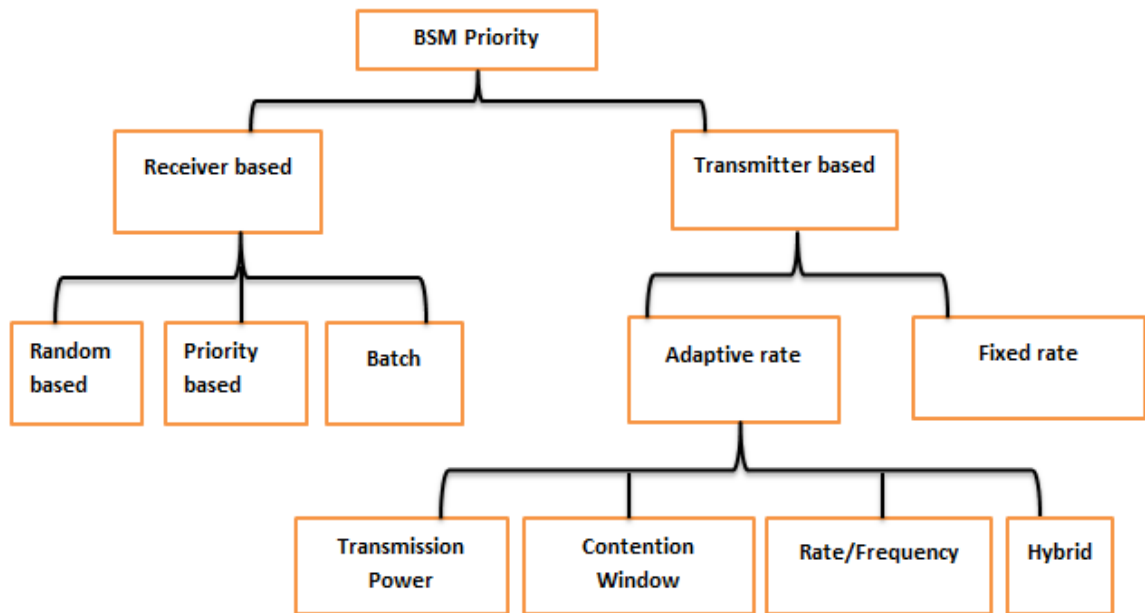 BSM Priority
Receiver based
Transmitter based
Random
based
Priority
based
Batch
Adaptive rate
Fixed rate
Transmission
Power
Contention
Window
Rate/Frequency
Hybrid